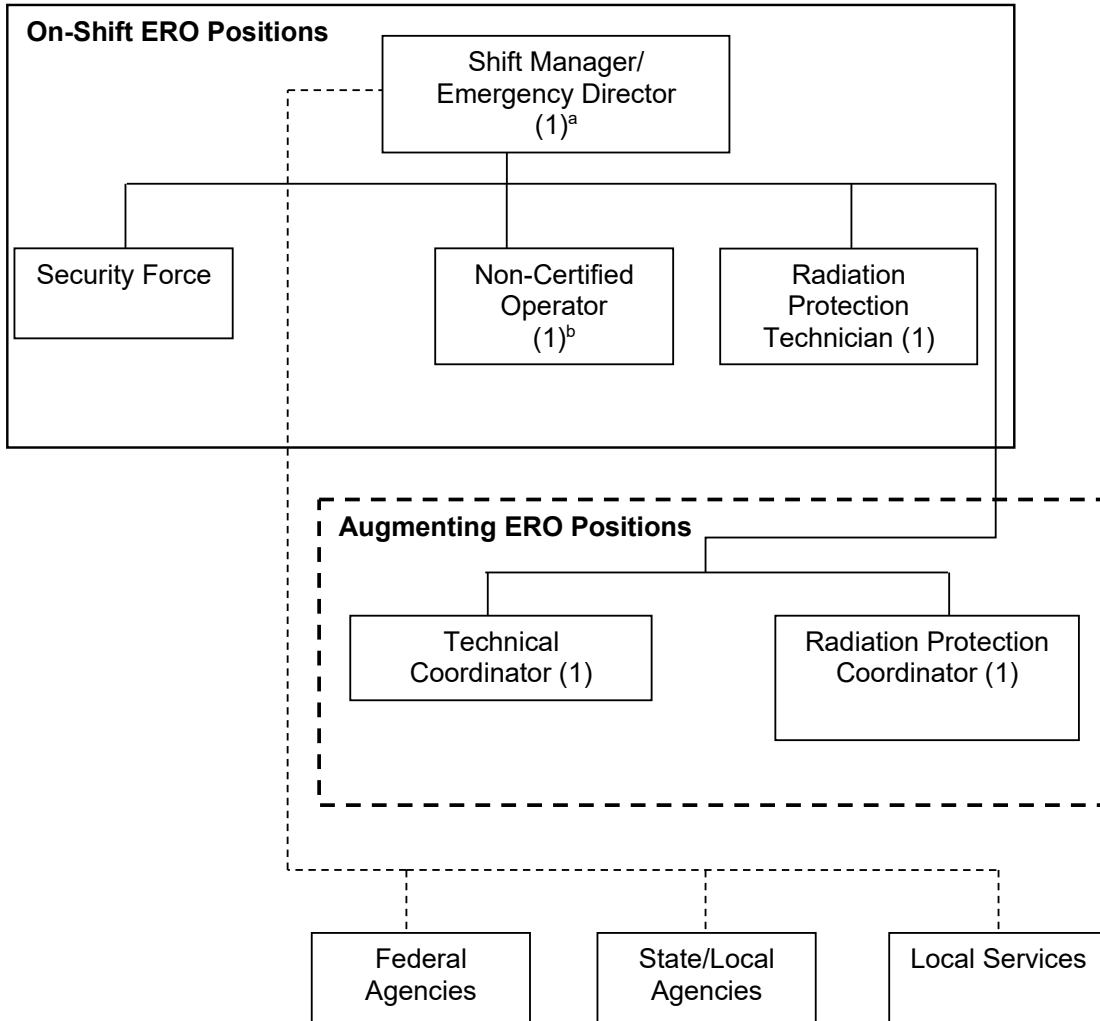 On-Shift ERO Positions
Shift Manager/
Emergency Director
(1)a
Security Force
Non-Certified
Operator
(1)b
Radiation
Protection
Technician (1)
Augmenting ERO Positions
Technical
Coordinator (1)
Radiation Protection
Coordinator (1)
Federal
Agencies
State/Local
Agencies
Local Services